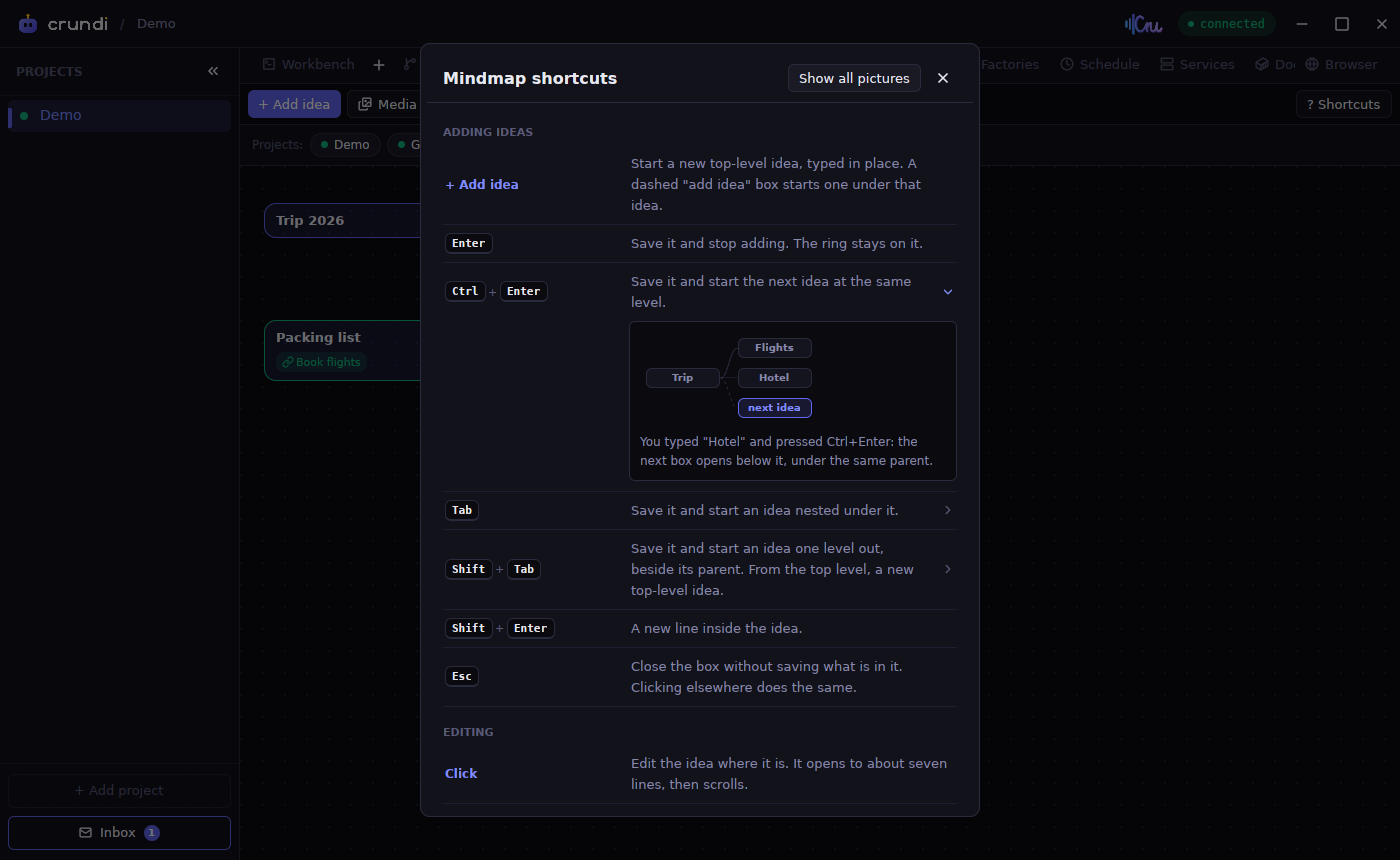 crundi / Demo
Cru
connected
PROJECTS
Workbench
Factories
Schedule
Services
Browser
Demo
+ Add idea
Media
? Shortcuts
Projects:
Demo
Trip 2026
Packing list
Book flights
+ Add project
Inbox 1
Mindmap shortcuts
Show all pictures
ADDING IDEAS
+ Add idea
Start a new top-level idea, typed in place. A
dashed "add idea" box starts one under that
idea.
Enter
Save it and stop adding. The ring stays on it.
Ctrl + Enter
Save it and start the next idea at the same
level.
Flights
Trip
Hotel
next idea
You typed "Hotel" and pressed Ctrl+Enter: the
next box opens below it, under the same parent.
Tab
Save it and start an idea nested under it.
Shift + Tab
Save it and start an idea one level out,
beside its parent. From the top level, a new
top-level idea.
Shift + Enter
A new line inside the idea.
Esc
Close the box without saving what is in it.
Clicking elsewhere does the same.
EDITING
Click
Edit the idea where it is. It opens to about seven
lines, then scrolls.